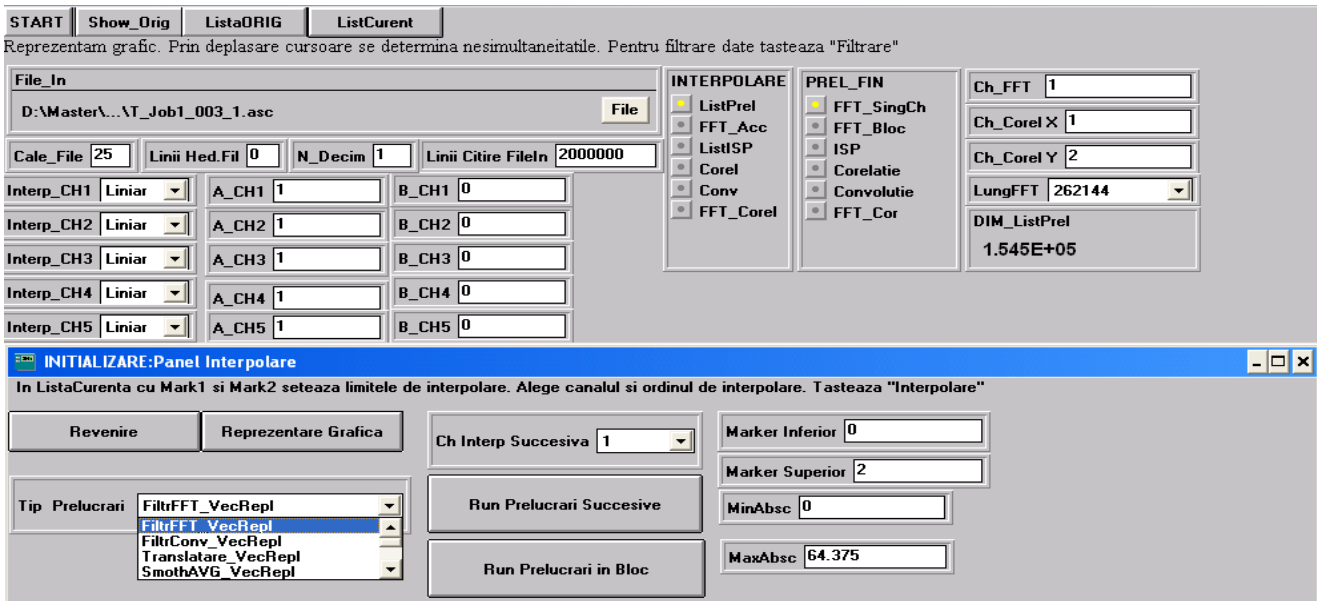 START Show_Orig ListaORIG ListCurent
Reprezentam grafic. Prin deplasare cursoare se determina nesimultaneitatile. Pentru filtrare date tasteaza "Filtrare"
File_In
D:\Master\...\T_Job1_003_1.asc File
Cale_File 25 Linii Hed.Fil 0 N_Decim 1 Linii Citire FileIn 2000000
Interp_CH1 Liniar A_CH1 1 B_CH1 0
Interp_CH2 Liniar A_CH2 1 B_CH2 0
Interp_CH3 Liniar A_CH3 1 B_CH3 0
Interp_CH4 Liniar A_CH4 1 B_CH4 0
Interp_CH5 Liniar A_CH5 1 B_CH5 0
INTERPOLARE
ListPrel
FFT_Acc
ListISP
Corel
Conv
FFT_Corel
PREL_FIN
FFT_SingCh
FFT_Bloc
ISP
Corelatie
Convolutie
FFT_Cor
Ch_FFT 1
Ch_Corel X 1
Ch_Corel Y 2
LungFFT 262144
DIM_ListPrel
1.545E+05
INITIALIZARE:Panel Interpolare
In ListaCurenta cu Mark1 si Mark2 seteaza limitele de interpolare. Alege canalul si ordinul de interpolare. Tasteaza "Interpolare"
Revenire Reprezentare Grafica
Tip Prelucrari FiltrFFT_VecRepl
FiltrFFT_VecRepl
FiltrConv_VecRepl
Translatare_VecRepl
SmothAVG_VecRepl
Ch Interp Succesiva 1
Run Prelucrari Succesive
Run Prelucrari in Bloc
Marker Inferior 0
Marker Superior 2
MinAbsc 0
MaxAbsc 64.375